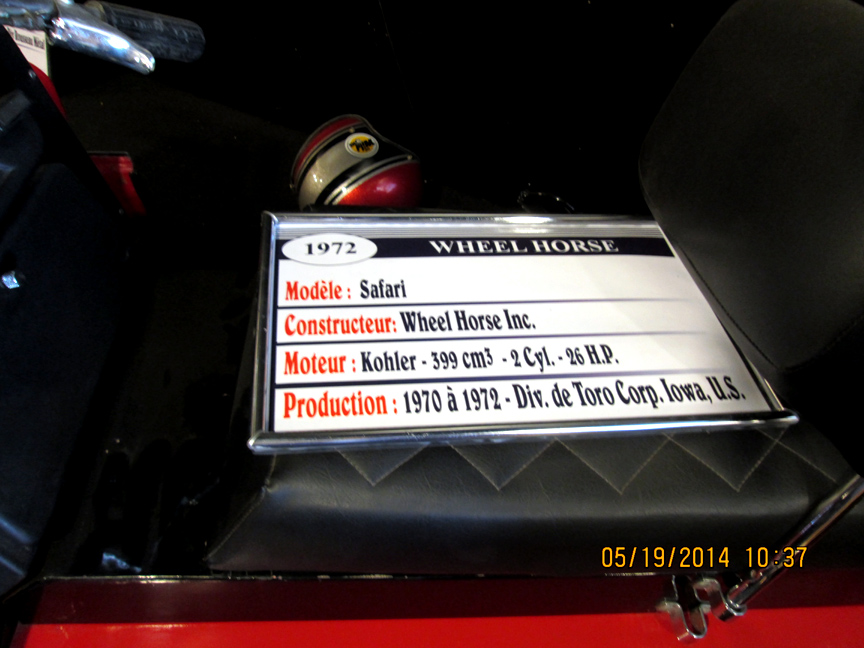 1972 WHEEL HORSE
Modèle : Safari
Constructeur: Wheel Horse Inc.
Moteur : Kohler - 399 cm3 - 2 Cyl. - 26 H.P.
Production : 1970 à 1972 - Div. de Toro Corp. Iowa, U.S.
05/19/2014 10:37